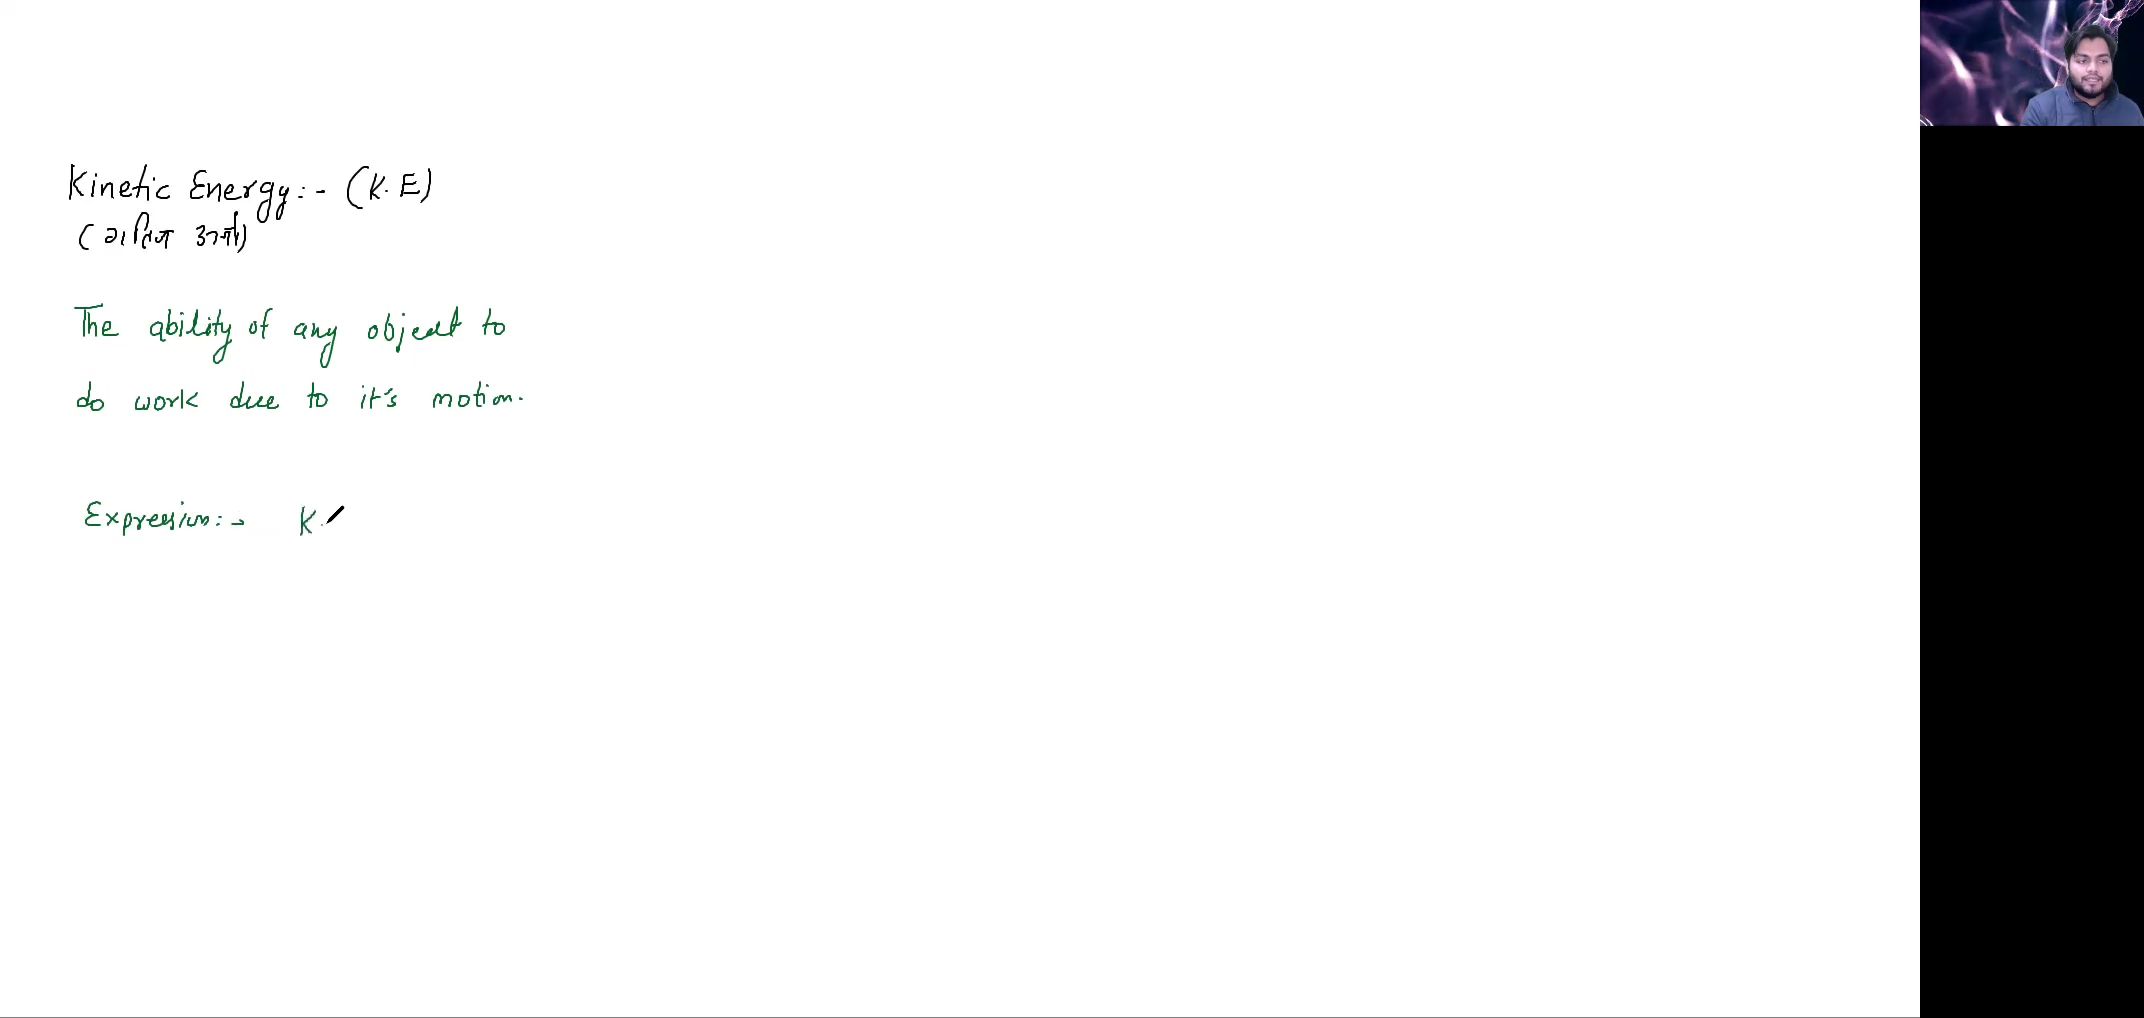 Kinetic Energy:- (K.E)
(गतिज ऊर्जा)
The ability of any object to
do work due to it's motion.
Expression:→ K.